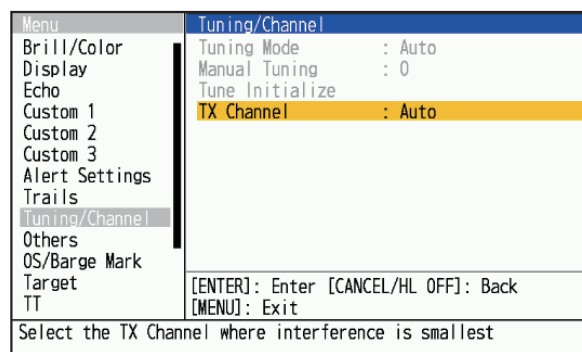 Menu
Brill/Color
Display
Echo
Custom 1
Custom 2
Custom 3
Alert Settings
Trails
Tuning/Channel
Others
OS/Barge Mark
Target
TT
Tuning/Channel
Tuning Mode : Auto
Manual Tuning : 0
Tune Initialize
TX Channel : Auto
[ENTER]: Enter [CANCEL/HL OFF]: Back
[MENU]: Exit
Select the TX Channel where interference is smallest